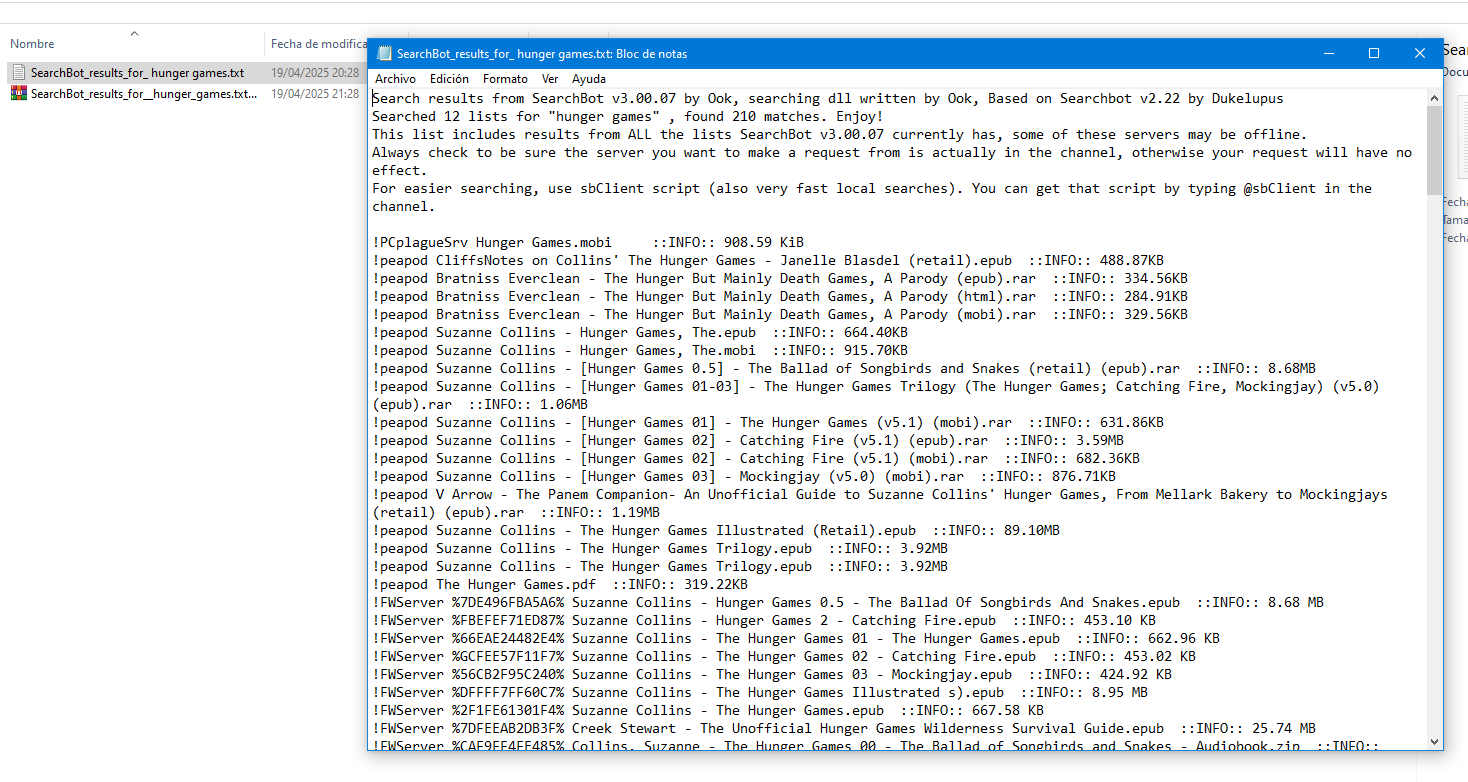 Nombre
Fecha de modifica
SearchBot_results_for_ hunger games.txt
19/04/2025 20:28
SearchBot_results_for__hunger_games.txt...
19/04/2025 21:28
SearchBot_results_for_ hunger games.txt: Bloc de notas
Archivo Edición Formato Ver Ayuda
Search results from SearchBot v3.00.07 by Ook, searching dll written by Ook, Based on Searchbot v2.22 by Dukelupus
Searched 12 lists for "hunger games" , found 210 matches. Enjoy!
This list includes results from ALL the lists SearchBot v3.00.07 currently has, some of these servers may be offline.
Always check to be sure the server you want to make a request from is actually in the channel, otherwise your request will have no
effect.
For easier searching, use sbClient script (also very fast local searches). You can get that script by typing @sbClient in the
channel.
!PCplagueSrv Hunger Games.mobi ::INFO:: 908.59 KiB
!peapod CliffsNotes on Collins' The Hunger Games - Janelle Blasdel (retail).epub ::INFO:: 488.87KB
!peapod Bratniss Everclean - The Hunger But Mainly Death Games, A Parody (epub).rar ::INFO:: 334.56KB
!peapod Bratniss Everclean - The Hunger But Mainly Death Games, A Parody (html).rar ::INFO:: 284.91KB
!peapod Bratniss Everclean - The Hunger But Mainly Death Games, A Parody (mobi).rar ::INFO:: 329.56KB
!peapod Suzanne Collins - Hunger Games, The.epub ::INFO:: 664.40KB
!peapod Suzanne Collins - Hunger Games, The.mobi ::INFO:: 915.70KB
!peapod Suzanne Collins - [Hunger Games 0.5] - The Ballad of Songbirds and Snakes (retail) (epub).rar ::INFO:: 8.68MB
!peapod Suzanne Collins - [Hunger Games 01-03] - The Hunger Games Trilogy (The Hunger Games; Catching Fire, Mockingjay) (v5.0)
(epub).rar ::INFO:: 1.06MB
!peapod Suzanne Collins - [Hunger Games 01] - The Hunger Games (v5.1) (mobi).rar ::INFO:: 631.86KB
!peapod Suzanne Collins - [Hunger Games 02] - Catching Fire (v5.1) (epub).rar ::INFO:: 3.59MB
!peapod Suzanne Collins - [Hunger Games 02] - Catching Fire (v5.1) (mobi).rar ::INFO:: 682.36KB
!peapod Suzanne Collins - [Hunger Games 03] - Mockingjay (v5.0) (mobi).rar ::INFO:: 876.71KB
!peapod V Arrow - The Panem Companion- An Unofficial Guide to Suzanne Collins' Hunger Games, From Mellark Bakery to Mockingjays
(retail) (epub).rar ::INFO:: 1.19MB
!peapod Suzanne Collins - The Hunger Games Illustrated (Retail).epub ::INFO:: 89.10MB
!peapod Suzanne Collins - The Hunger Games Trilogy.epub ::INFO:: 3.92MB
!peapod Suzanne Collins - The Hunger Games Trilogy.epub ::INFO:: 3.92MB
!peapod The Hunger Games.pdf ::INFO:: 319.22KB
!FWServer %7DE496FBA5A6% Suzanne Collins - Hunger Games 0.5 - The Ballad Of Songbirds And Snakes.epub ::INFO:: 8.68 MB
!FWServer %FBEFEF71ED87% Suzanne Collins - Hunger Games 2 - Catching Fire.epub ::INFO:: 453.10 KB
!FWServer %66EAE24482E4% Suzanne Collins - The Hunger Games 01 - The Hunger Games.epub ::INFO:: 662.96 KB
!FWServer %GCFEE57F11F7% Suzanne Collins - The Hunger Games 02 - Catching Fire.epub ::INFO:: 453.02 KB
!FWServer %56CB2F95C240% Suzanne Collins - The Hunger Games 03 - Mockingjay.epub ::INFO:: 424.92 KB
!FWServer %DFFFF7FF60C7% Suzanne Collins - The Hunger Games Illustrated s).epub ::INFO:: 8.95 MB
!FWServer %2F1FE61301F4% Suzanne Collins - The Hunger Games.epub ::INFO:: 667.58 KB
!FWServer %7DFEEAB2DB3F% Creek Stewart - The Unofficial Hunger Games Wilderness Survival Guide.epub ::INFO:: 25.74 MB
!FWServer %CAF9EF4FE485% Collins, Suzanne - The Hunger Games 00 - The Ballad of Songbirds and Snakes - Audiobook.zip ::INFO::
Sear
Docu
Fecha
Tama
Fecha